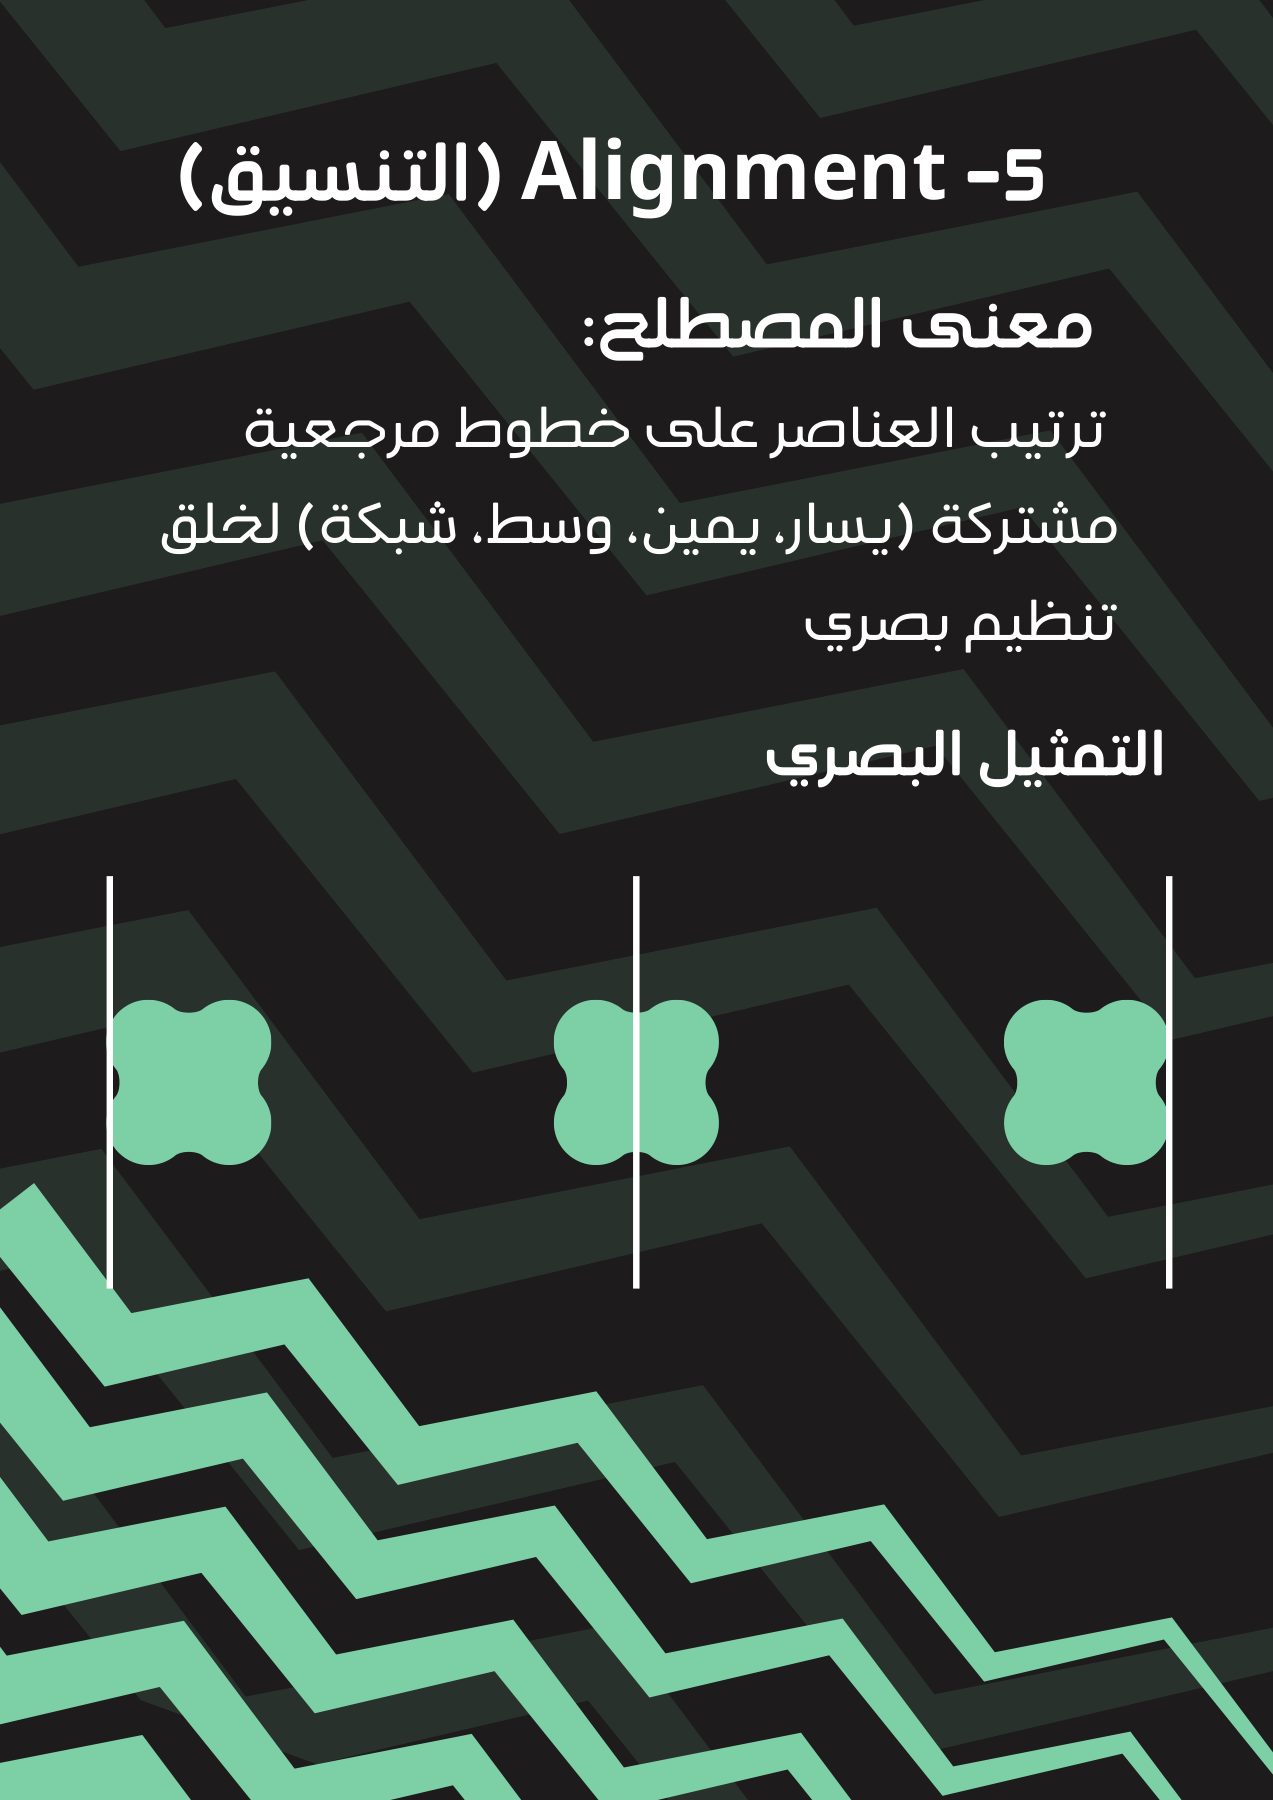 5- Alignment (التنسيق)
معنى المصطلح:
ترتيب العناصر على خطوط مرجعية
مشتركة (يسار، يمين، وسط، شبكة) لخلق
تنظيم بصري
التمثيل البصري